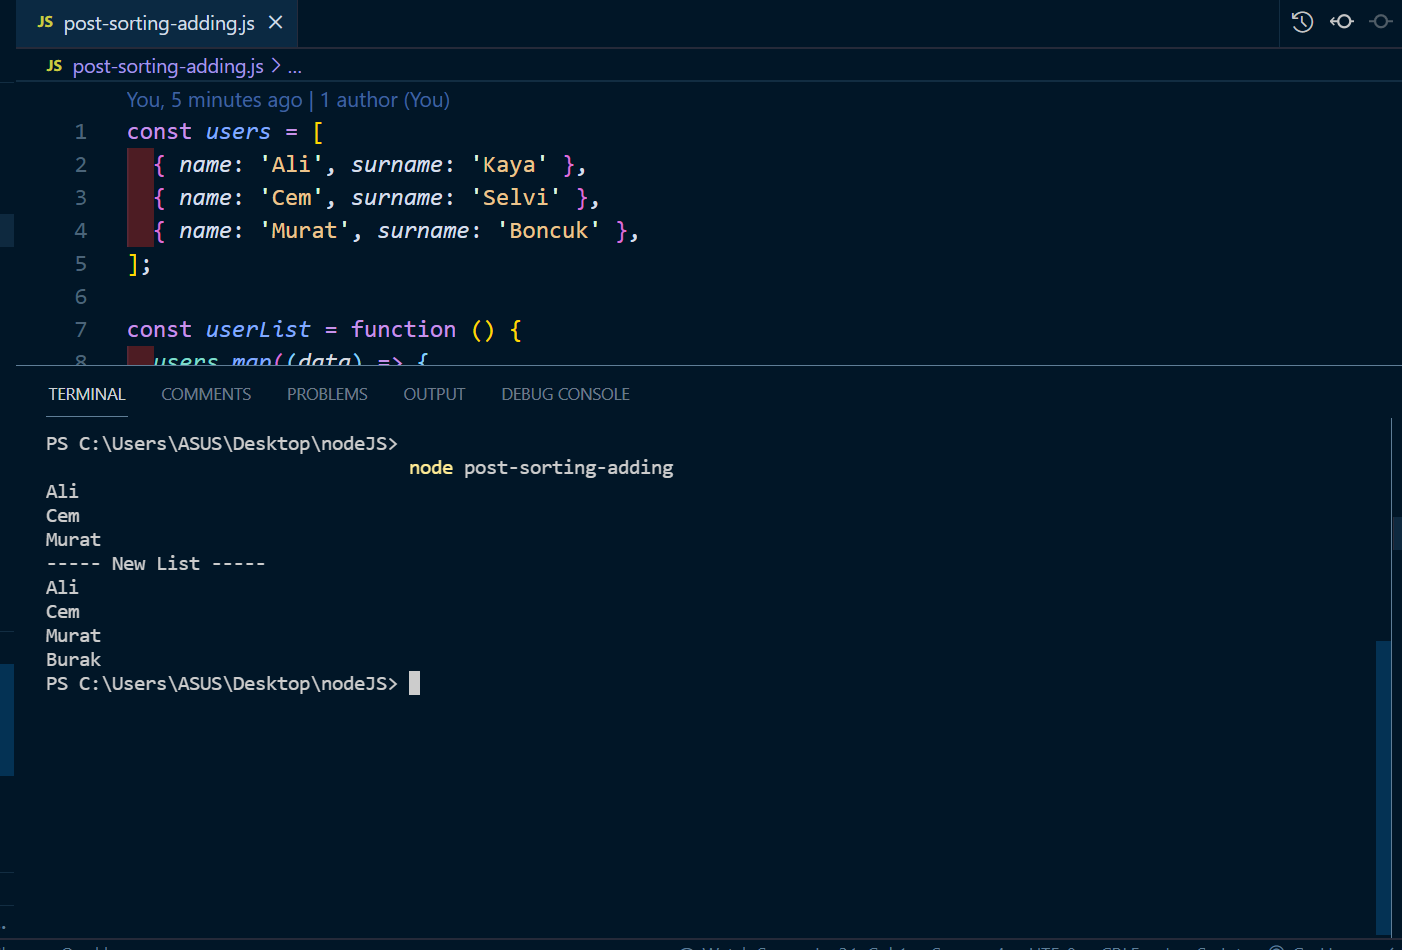 JS post-sorting-adding.js ×
JS post-sorting-adding.js > ...
You, 5 minutes ago | 1 author (You)
1 const users = [
2 { name: 'Ali', surname: 'Kaya' },
3 { name: 'Cem', surname: 'Selvi' },
4 { name: 'Murat', surname: 'Boncuk' },
5 ];
6
7 const userList = function () {
8 users.map((data) => {
TERMINAL COMMENTS PROBLEMS OUTPUT DEBUG CONSOLE
PS C:\Users\ASUS\Desktop\nodeJS>
node post-sorting-adding
Ali
Cem
Murat
----- New List -----
Ali
Cem
Murat
Burak
PS C:\Users\ASUS\Desktop\nodeJS>